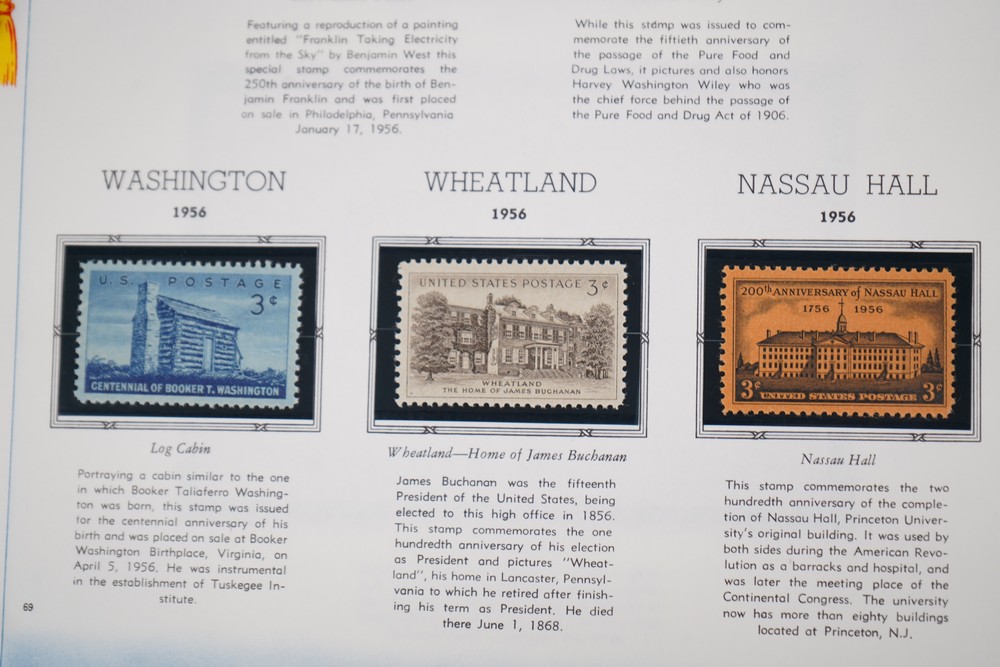 Featuring a reproduction of a painting
entitled "Franklin Taking Electricity
from the Sky" by Benjamin West this
special stamp commemorates the
250th anniversary of the birth of Ben-
jamin Franklin and was first placed
on sale in Philadelphia, Pennsylvania
January 17, 1956.
While this stamp was issued to com-
memorate the fiftieth anniversary of
the passage of the Pure Food and
Drug Laws, it pictures and also honors
Harvey Washington Wiley who was
the chief force behind the passage of
the Pure Food and Drug Act of 1906.
WASHINGTON
1956
U.S. POSTAGE
3¢
CENTENNIAL OF BOOKER T. WASHINGTON
Log Cabin
Portraying a cabin similar to the one
in which Booker Taliaferro Washing-
ton was born, this stamp was issued
for the centennial anniversary of his
birth and was placed on sale at Booker
Washington Birthplace, Virginia, on
April 5, 1956. He was instrumental
in the establishment of Tuskegee In-
stitute.
WHEATLAND
1956
UNITED STATES POSTAGE 3¢
WHEATLAND
THE HOME OF JAMES BUCHANAN
Wheatland—Home of James Buchanan
James Buchanan was the fifteenth
President of the United States, being
elected to this high office in 1856.
This stamp commemorates the one
hundredth anniversary of his election
as President and pictures "Wheat-
land", his home in Lancaster, Pennsyl-
vania to which he retired after finish-
ing his term as President. He died
there June 1, 1868.
NASSAU HALL
1956
200th ANNIVERSARY of NASSAU HALL
1756 1956
3¢ UNITED STATES POSTAGE 3¢
Nassau Hall
This stamp commemorates the two
hundredth anniversary of the comple-
tion of Nassau Hall, Princeton Univer-
sity's original building. It was used by
both sides during the American Revo-
lution as a barracks and hospital, and
was later the meeting place of the
Continental Congress. The university
now has more than eighty buildings
located at Princeton, N.J.
69